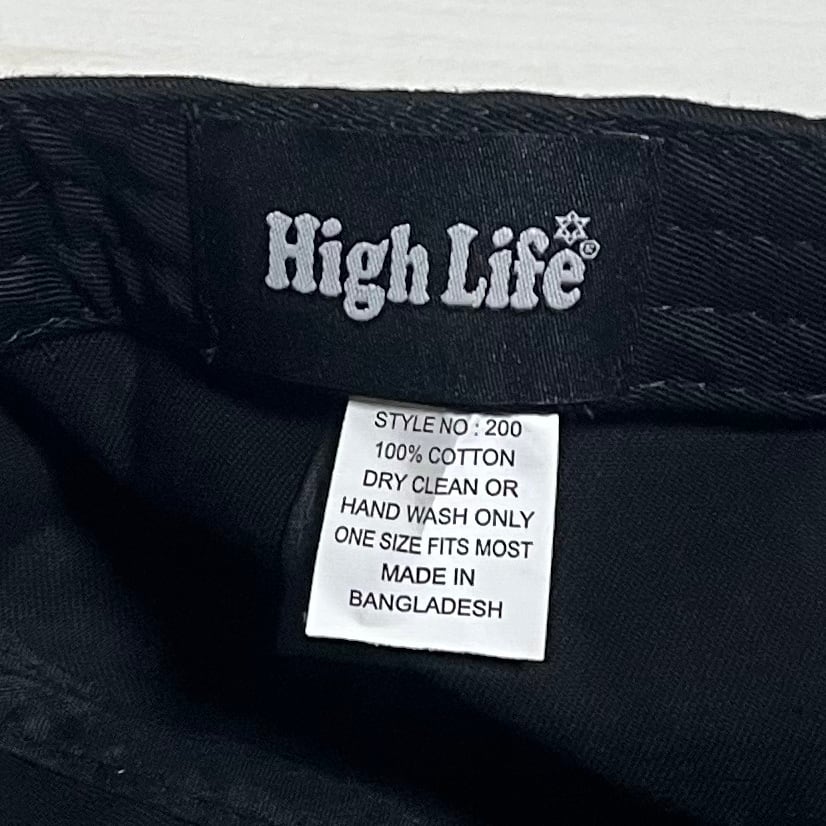 High Life®
STYLE NO : 200
100% COTTON
DRY CLEAN OR
HAND WASH ONLY
ONE SIZE FITS MOST
MADE IN
BANGLADESH